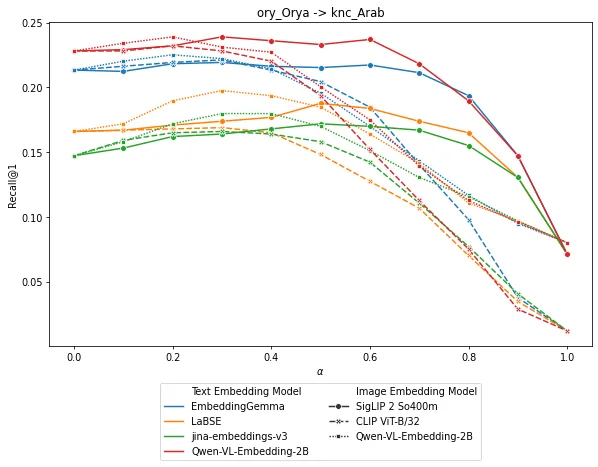 ory_Orya -> knc_Arab
0.25
0.20
0.15
0.10
0.05
Recall@1
0.0 0.2 0.4 0.6 0.8 1.0
α
Text Embedding Model
EmbeddingGemma
LaBSE
jina-embeddings-v3
Qwen-VL-Embedding-2B
Image Embedding Model
SigLIP 2 So400m
CLIP ViT-B/32
Qwen-VL-Embedding-2B